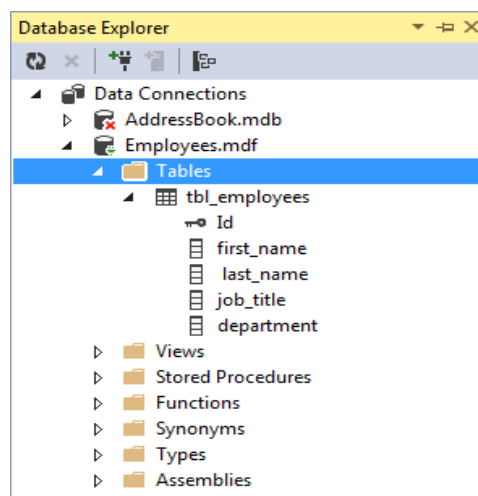 Database Explorer
Data Connections
AddressBook.mdb
Employees.mdf
Tables
tbl_employees
Id
first_name
last_name
job_title
department
Views
Stored Procedures
Functions
Synonyms
Types
Assemblies